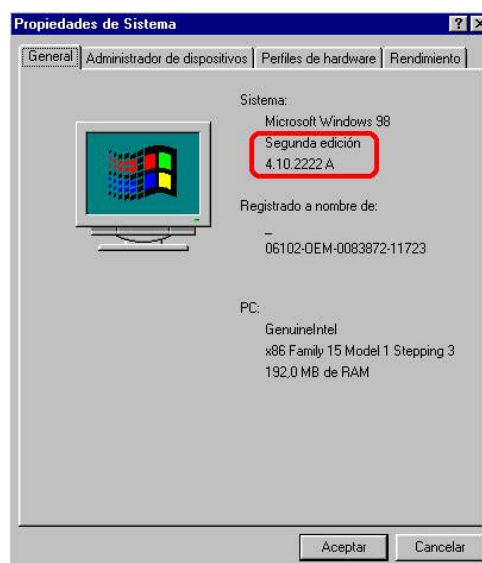 Propiedades de Sistema
General Administrador de dispositivos Perfiles de hardware Rendimiento
Sistema:
Microsoft Windows 98
Segunda edición
4.10.2222 A
Registrado a nombre de:
_
06102-OEM-0083872-11723
PC:
GenuineIntel
x86 Family 15 Model 1 Stepping 3
192,0 MB de RAM
Aceptar Cancelar